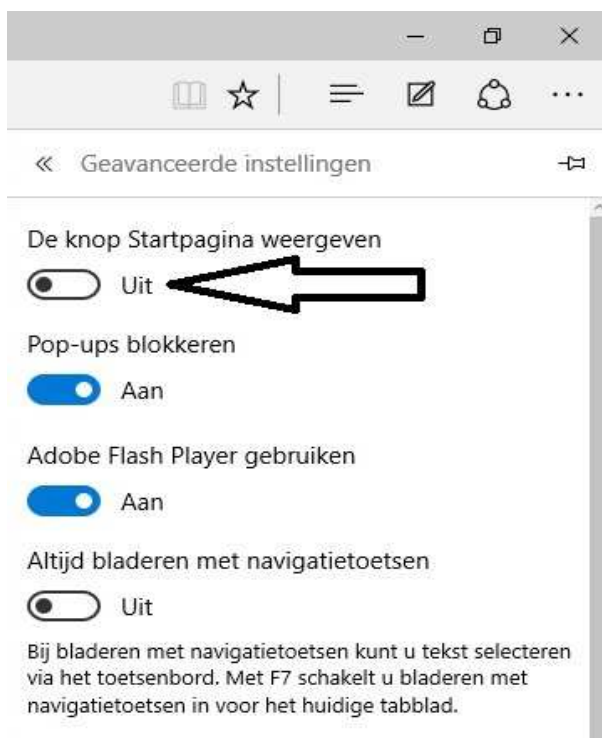 Geavanceerde instellingen
De knop Startpagina weergeven
Uit
Pop-ups blokkeren
Aan
Adobe Flash Player gebruiken
Aan
Altijd bladeren met navigatietoetsen
Uit
Bij bladeren met navigatietoetsen kunt u tekst selecteren
via het toetsenbord. Met F7 schakelt u bladeren met
navigatietoetsen in voor het huidige tabblad.